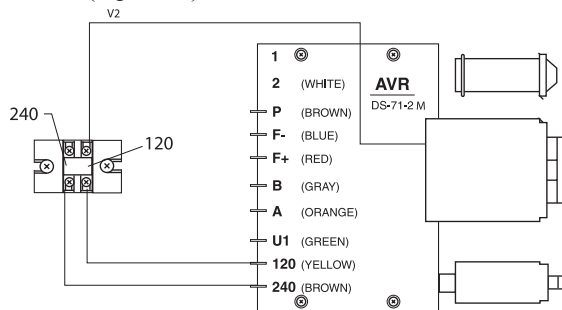 V2
1
2 (WHITE)
AVR
DS-71-2 M
P (BROWN)
F- (BLUE)
F+ (RED)
B (GRAY)
A (ORANGE)
U1 (GREEN)
120 (YELLOW)
240 (BROWN)
240
120